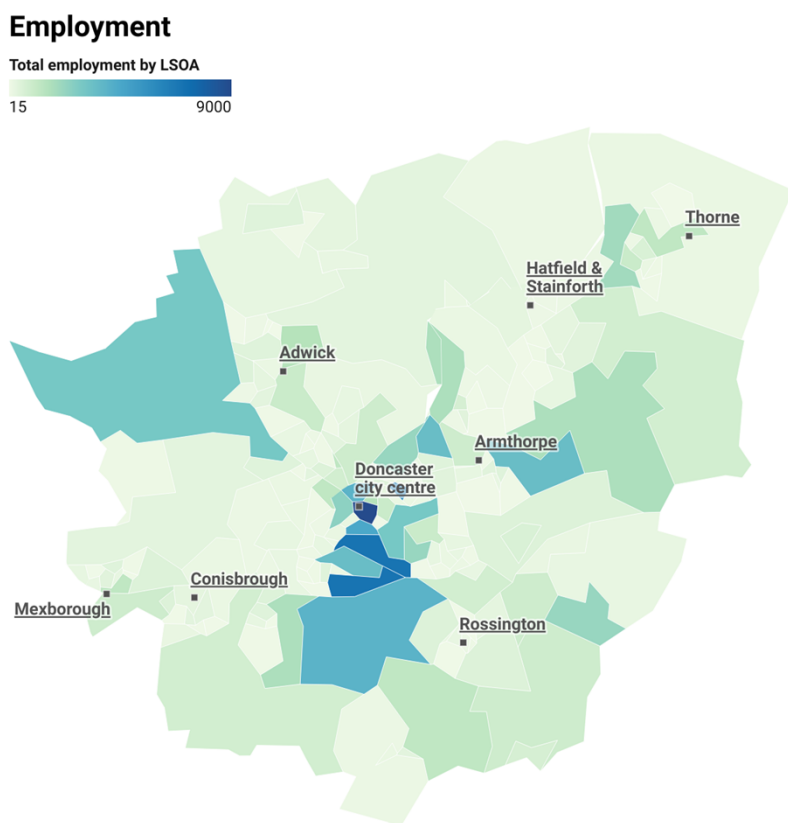 Employment
Total employment by LSOA
15 9000
Thorne
Hatfield &
Stainforth
Adwick
Armthorpe
Doncaster
city centre
Conisbrough
Mexborough
Rossington